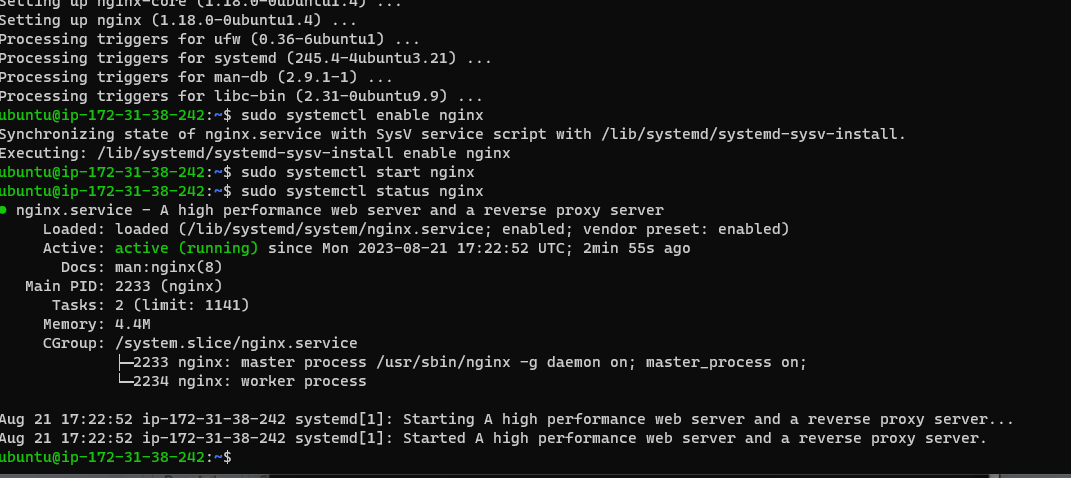 Setting up nginx-core (1.18.0-0ubuntu1.4) ...
Setting up nginx (1.18.0-0ubuntu1.4) ...
Processing triggers for ufw (0.36-6ubuntu1) ...
Processing triggers for systemd (245.4-4ubuntu3.21) ...
Processing triggers for man-db (2.9.1-1) ...
Processing triggers for libc-bin (2.31-0ubuntu9.9) ...
ubuntu@ip-172-31-38-242:~$ sudo systemctl enable nginx
Synchronizing state of nginx.service with SysV service script with /lib/systemd/systemd-sysv-install.
Executing: /lib/systemd/systemd-sysv-install enable nginx
ubuntu@ip-172-31-38-242:~$ sudo systemctl start nginx
ubuntu@ip-172-31-38-242:~$ sudo systemctl status nginx
● nginx.service - A high performance web server and a reverse proxy server
     Loaded: loaded (/lib/systemd/system/nginx.service; enabled; vendor preset: enabled)
     Active: active (running) since Mon 2023-08-21 17:22:52 UTC; 2min 55s ago
       Docs: man:nginx(8)
   Main PID: 2233 (nginx)
      Tasks: 2 (limit: 1141)
     Memory: 4.4M
     CGroup: /system.slice/nginx.service
             ├─2233 nginx: master process /usr/sbin/nginx -g daemon on; master_process on;
             └─2234 nginx: worker process
Aug 21 17:22:52 ip-172-31-38-242 systemd[1]: Starting A high performance web server and a reverse proxy server...
Aug 21 17:22:52 ip-172-31-38-242 systemd[1]: Started A high performance web server and a reverse proxy server.
ubuntu@ip-172-31-38-242:~$